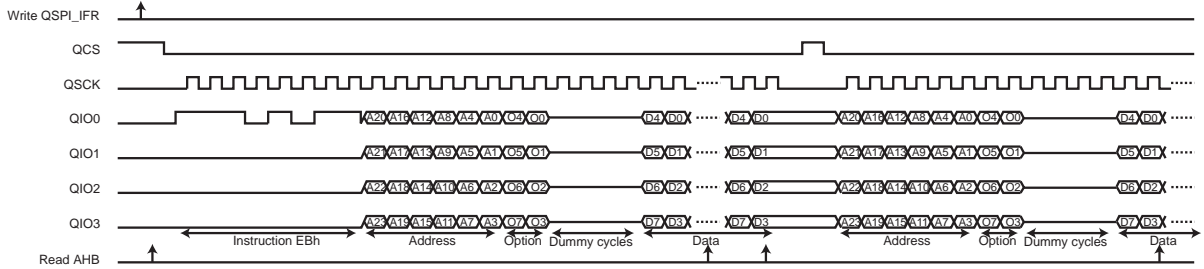 Write QSPI_IFR
QCS
QSCK
QIO0 A20 A16 A12 A8 A4 A0 O4 O0 D4 D0 D4 D0 A20 A16 A12 A8 A4 A0 O4 O0 D4 D0
QIO1 A21 A17 A13 A9 A5 A1 O5 O1 D5 D1 D5 D1 A21 A17 A13 A9 A5 A1 O5 O1 D5 D1
QIO2 A22 A18 A14 A10 A6 A2 O6 O2 D6 D2 D6 D2 A22 A18 A14 A10 A6 A2 O6 O2 D6 D2
QIO3 A23 A19 A15 A11 A7 A3 O7 O3 D7 D3 D7 D3 A23 A19 A15 A11 A7 A3 O7 O3 D7 D3
Instruction EBh Address Option Dummy cycles Data Address Option Dummy cycles Data
Read AHB